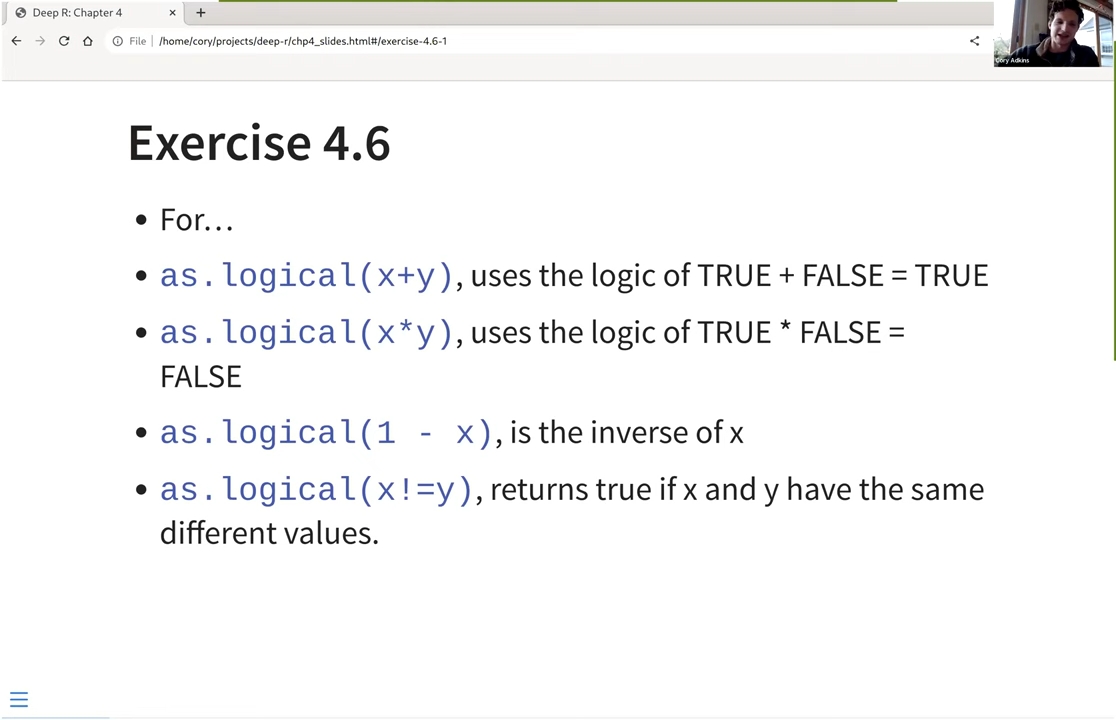 Deep R: Chapter 4
File | /home/cory/projects/deep-r/chp4_slides.html#/exercise-4.6-1
Cory Adkins
Exercise 4.6
• For…
• as.logical(x+y), uses the logic of TRUE + FALSE = TRUE
• as.logical(x*y), uses the logic of TRUE * FALSE =
FALSE
• as.logical(1 - x), is the inverse of x
• as.logical(x!=y), returns true if x and y have the same
different values.